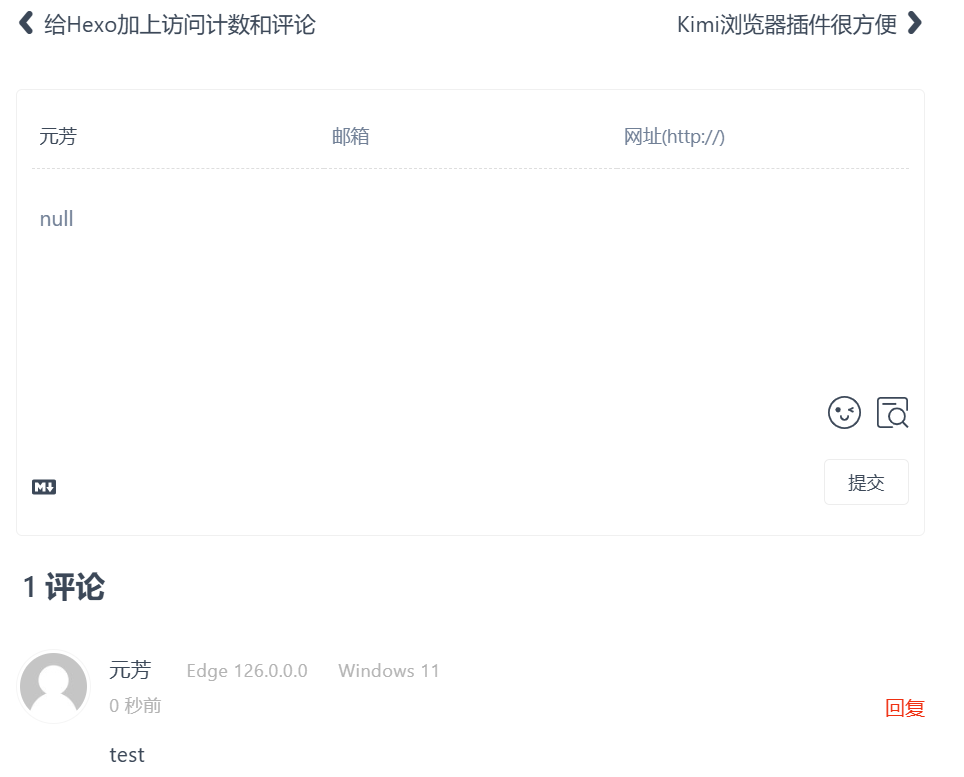 给Hexo加上访问计数和评论 Kimi浏览器插件很方便
元芳 邮箱 网址(http://)
null
M↓
提交
1 评论
元芳 Edge 126.0.0.0 Windows 11
0 秒前 回复
test